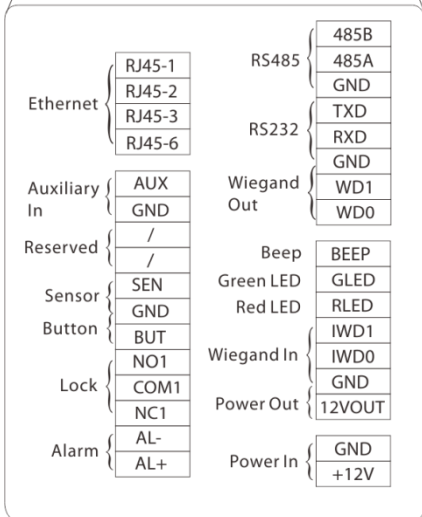 Ethernet
RJ45-1
RJ45-2
RJ45-3
RJ45-6
Auxiliary
In
AUX
GND
Reserved
/
/
Sensor
SEN
GND
Button
BUT
Lock
NO1
COM1
NC1
Alarm
AL-
AL+
RS485
485B
485A
GND
RS232
TXD
RXD
GND
Wiegand
Out
WD1
WD0
Beep
BEEP
Green LED
GLED
Red LED
RLED
Wiegand In
IWD1
IWD0
GND
Power Out
12VOUT
Power In
GND
+12V